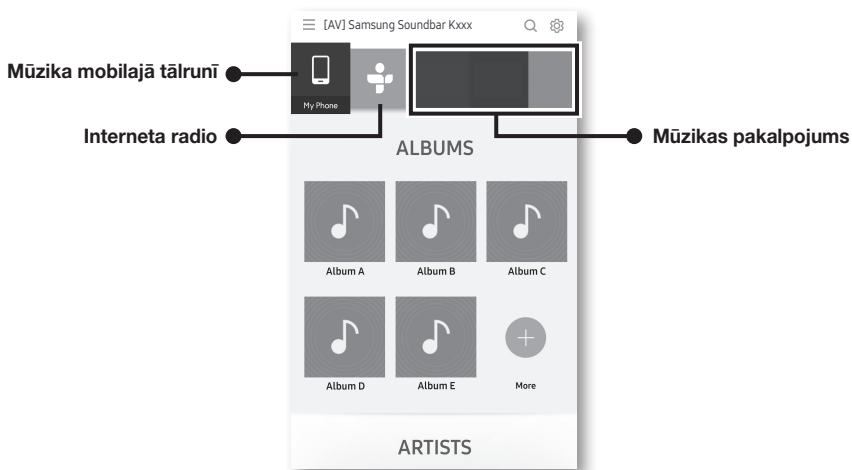 [AV] Samsung Soundbar Kxxx
Mūzika mobilajā tālrunī
My Phone
Interneta radio
Mūzikas pakalpojums
ALBUMS
Album A
Album B
Album C
Album D
Album E
More
ARTISTS